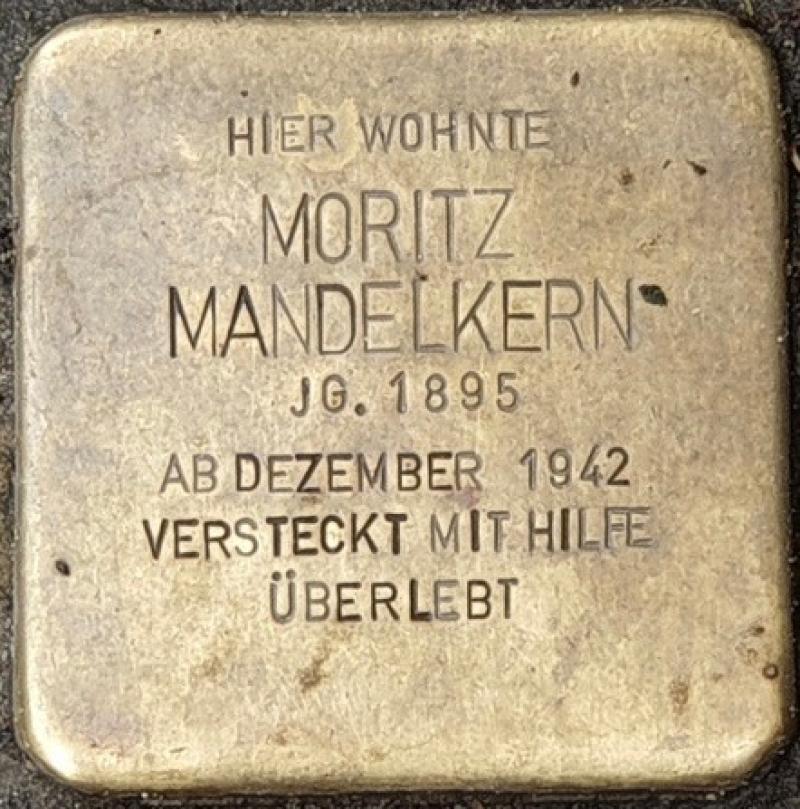 HIER WOHNTE
MORITZ
MANDELKERN
JG. 1895
AB DEZEMBER 1942
VERSTECKT MIT HILFE
ÜBERLEBT